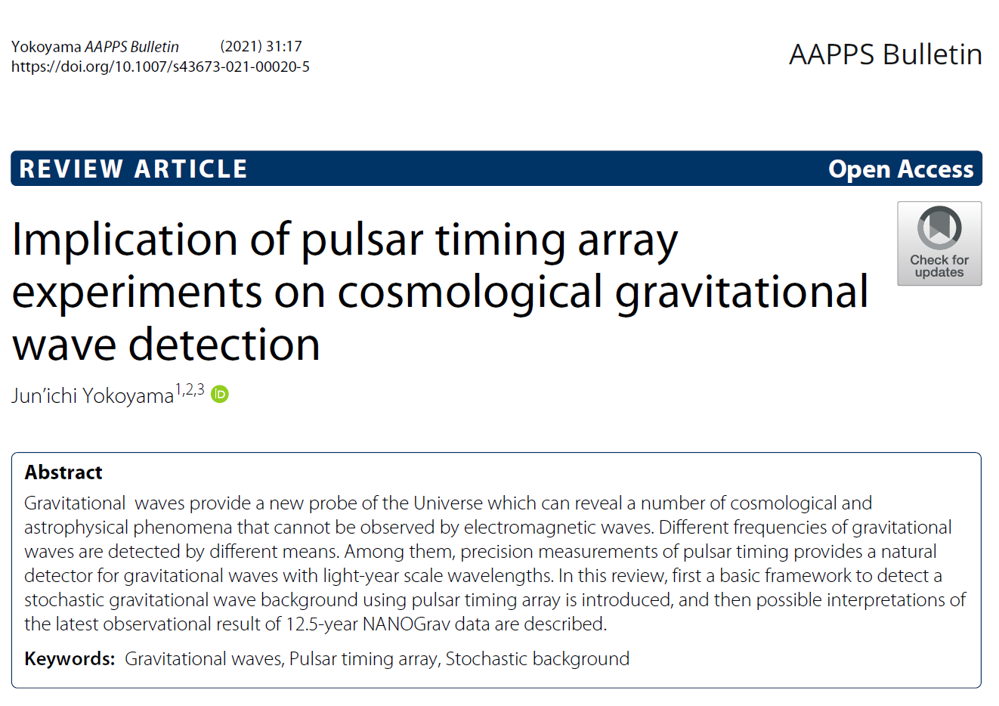 Yokoyama AAPPS Bulletin (2021) 31:17
https://doi.org/10.1007/s43673-021-00020-5
AAPPS Bulletin
REVIEW ARTICLE
Open Access
Implication of pulsar timing array
experiments on cosmological gravitational
wave detection
Check for
updates
Jun’ichi Yokoyama1,2,3
iD
Abstract
Gravitational waves provide a new probe of the Universe which can reveal a number of cosmological and
astrophysical phenomena that cannot be observed by electromagnetic waves. Different frequencies of gravitational
waves are detected by different means. Among them, precision measurements of pulsar timing provides a natural
detector for gravitational waves with light-year scale wavelengths. In this review, first a basic framework to detect a
stochastic gravitational wave background using pulsar timing array is introduced, and then possible interpretations of
the latest observational result of 12.5-year NANOGrav data are described.
Keywords: Gravitational waves, Pulsar timing array, Stochastic background